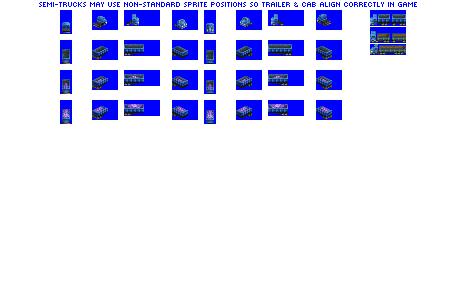 SEMI-TRUCKS MAY USE NON-STANDARD SPRITE POSITIONS SO TRAILER & CAB ALIGN CORRECTLY IN GAME